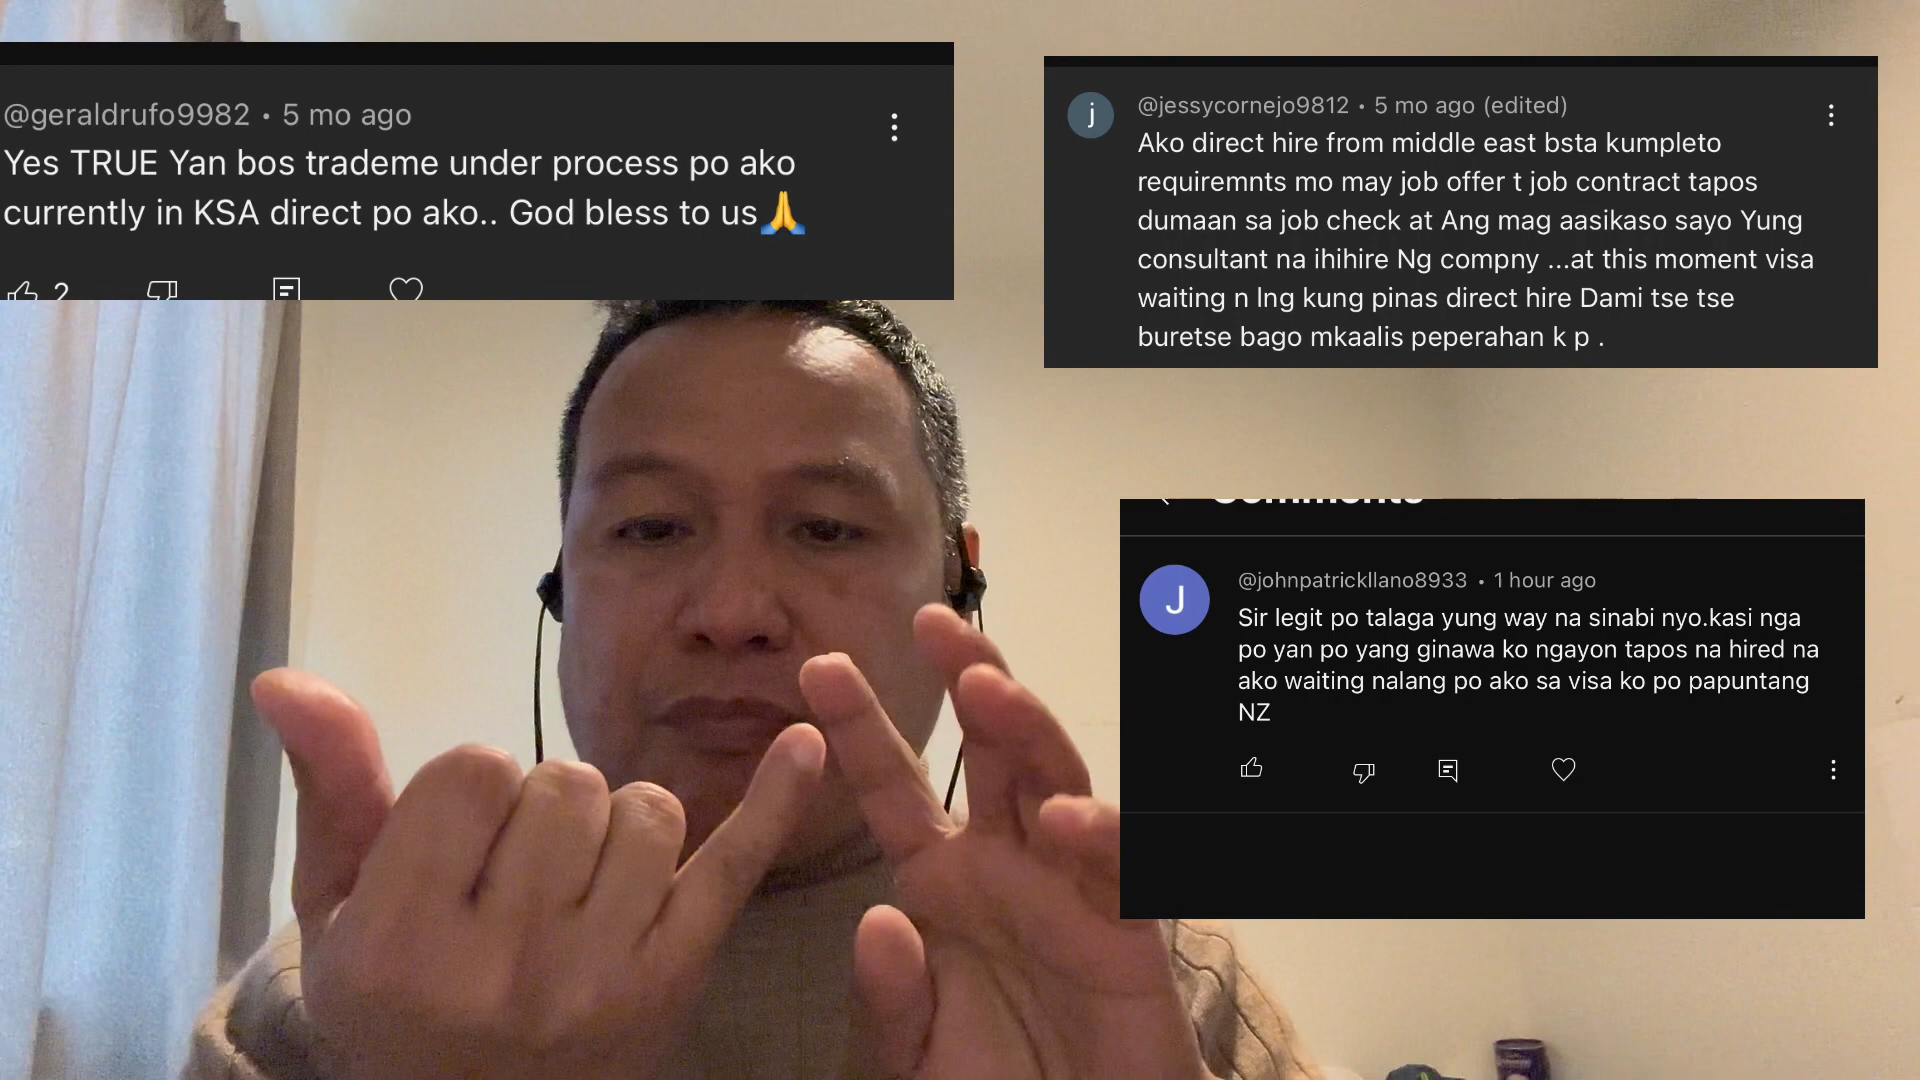 @geraldrufo9982 • 5 mo ago
Yes TRUE Yan bos trademe under process po ako
currently in KSA direct po ako.. God bless to us🙏
2
j
@jessycornejo9812 • 5 mo ago (edited)
Ako direct hire from middle east bsta kumpleto
requiremnts mo may job offer t job contract tapos
dumaan sa job check at Ang mag aasikaso sayo Yung
consultant na ihihire Ng compny ...at this moment visa
waiting n lng kung pinas direct hire Dami tse tse
buretse bago mkaalis peperahan k p .
Comments
J
@johnpatrickllano8933 • 1 hour ago
Sir legit po talaga yung way na sinabi nyo.kasi nga
po yan po yang ginawa ko ngayon tapos na hired na
ako waiting nalang po ako sa visa ko po papuntang
NZ